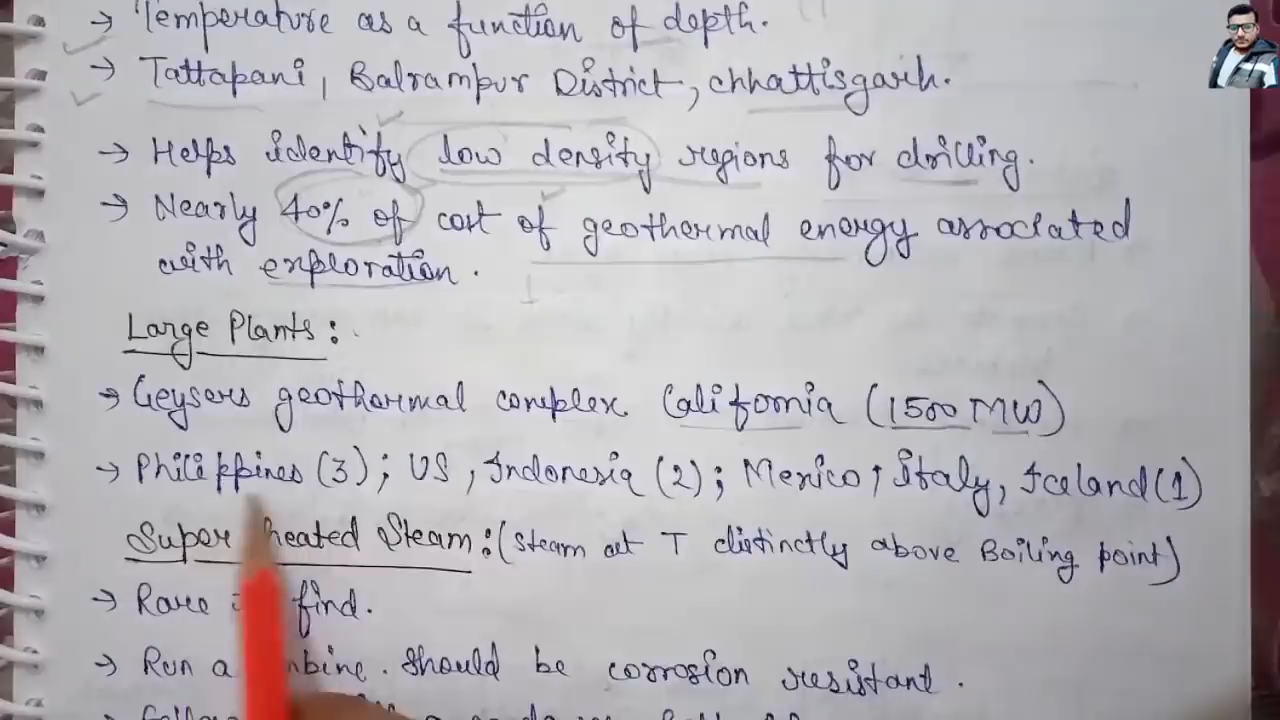 → Temperature as a function of depth.
→ Tattapani, Balrampur District, chhattisgarh.
→ Helps identify low density regions for drilling.
→ Nearly 40% of cost of geothermal energy associated
with exploration.
Large Plants:
→ Geysers geothermal complex California (1500 MW)
→ Philippines (3); US, Indonesia (2); Mexico, Italy, Iceland (1)
Super heated Steam: (Steam at T distinctly above Boiling point)
→ Rare find.
→ Run a should be corrosion resistant.